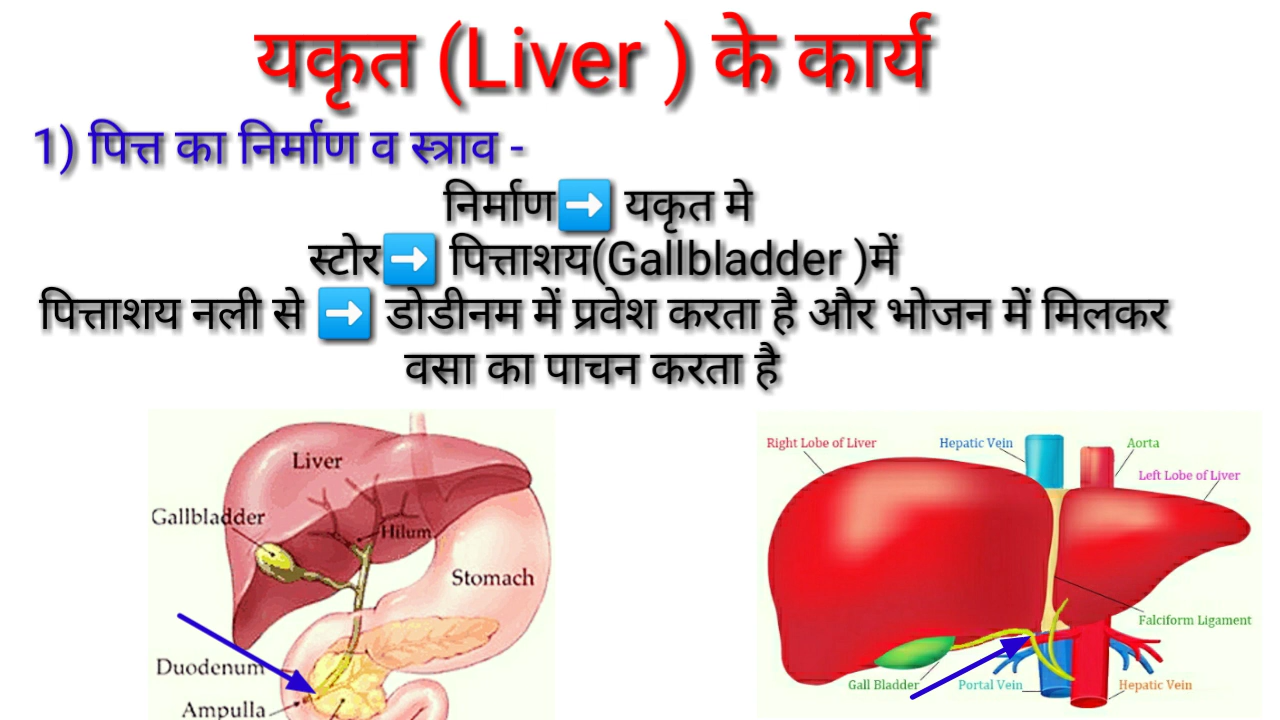 यकृत (Liver ) के कार्य
1) पित्त का निर्माण व स्त्राव -
निर्माण➡️ यकृत मे
स्टोर➡️ पित्ताशय(Gallbladder )में
पित्ताशय नली से ➡️ डोडीनम में प्रवेश करता है और भोजन में मिलकर
वसा का पाचन करता है
Liver
Gallbladder
Hilum
Stomach
Duodenum
Ampulla
Right Lobe of Liver
Hepatic Vein
Aorta
Left Lobe of Liver
Falciform Ligament
Gall Bladder
Portal Vein
Hepatic Vein